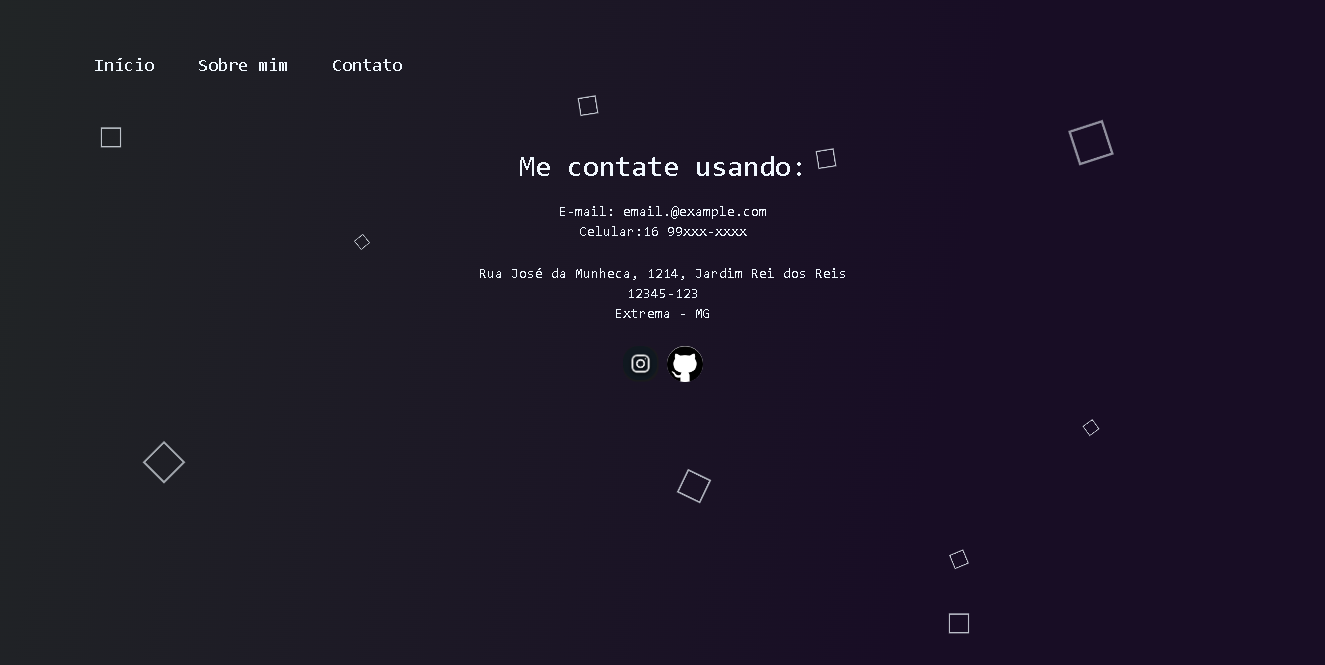 Início Sobre mim Contato
Me contate usando:
E-mail: email.@example.com
Celular:16 99xxx-xxxx
Rua José da Munheca, 1214, Jardim Rei dos Reis
12345-123
Extrema - MG